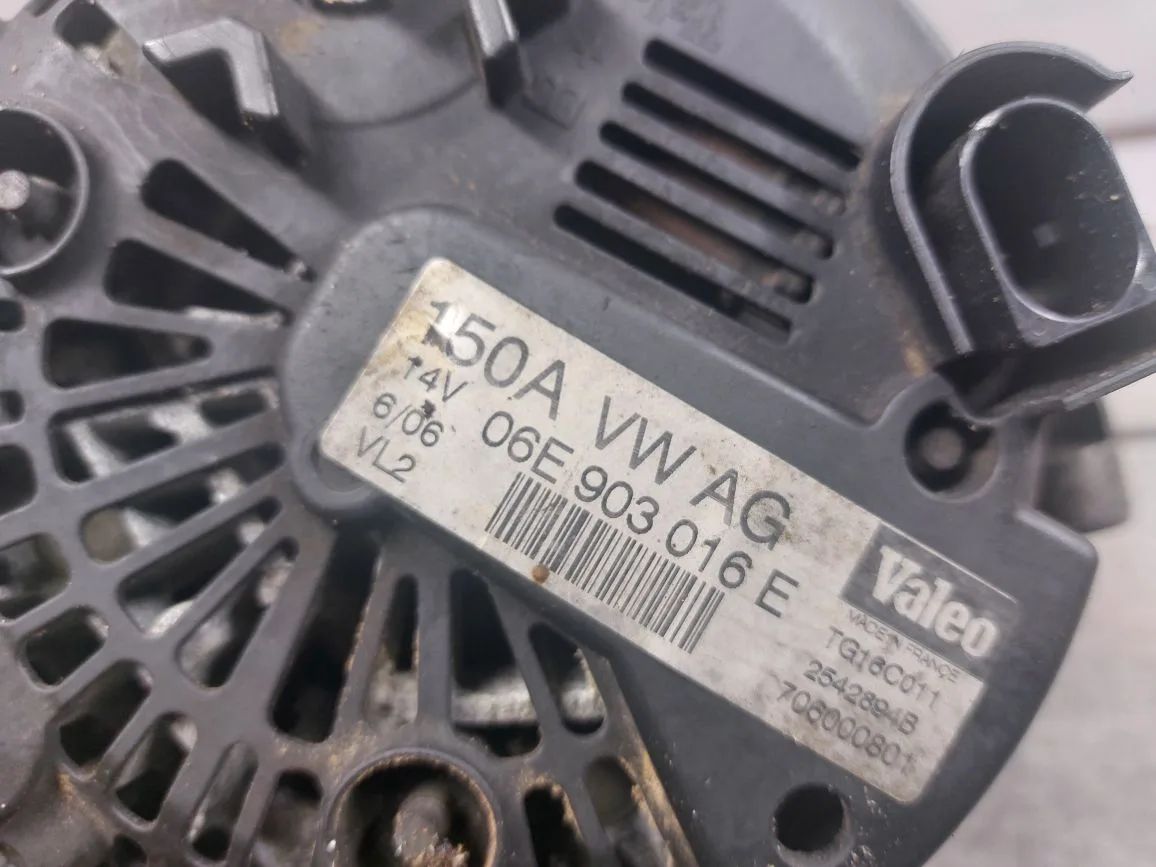 150A VW AG
14V 06E 903 016 E
6/06
VL2
Valeo
MADE IN FRANCE
TG16C011
2542894B
706000801